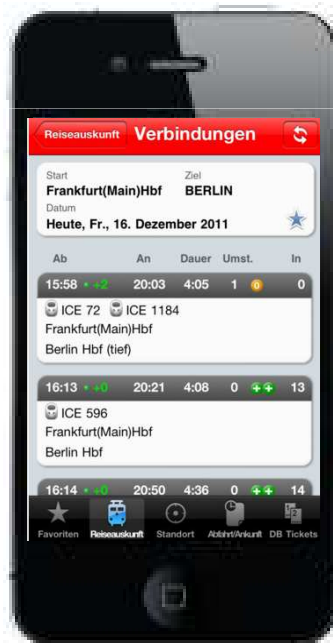 Reiseauskunft Verbindungen
Start Ziel
Frankfurt(Main)Hbf BERLIN
Datum
Heute, Fr., 16. Dezember 2011
Ab An Dauer Umst. In
15:58 +2 20:03 4:05 1 0
ICE 72 ICE 1184
Frankfurt(Main)Hbf
Berlin Hbf (tief)
16:13 +0 20:21 4:08 0 13
ICE 596
Frankfurt(Main)Hbf
Berlin Hbf
16:14 +0 20:50 4:36 0 14
Favoriten Reiseauskunft Standort Abfahrt/Ankunft DB Tickets